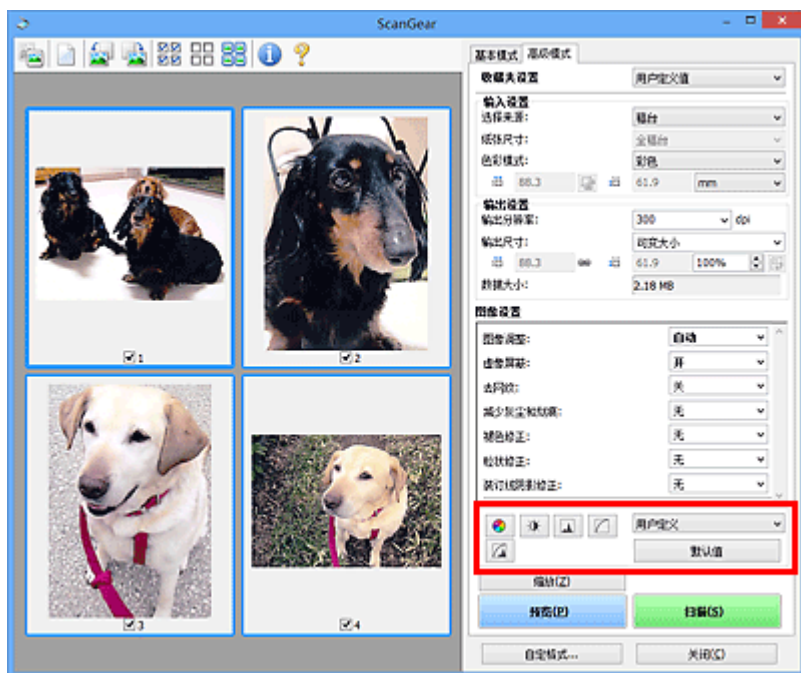 ScanGear
基本模式 高级模式
收藏夹设置 用户定义值
输入设置
选择来源: 稿台
纸张尺寸: 全稿台
色彩模式: 彩色
88.3 61.9 mm
输出设置
输出分辨率: 300 dpi
输出尺寸: 可变大小
88.3 61.9 100%
数据大小: 2.18 MB
图像设置
图像调整: 自动
虚像屏蔽: 开
去网纹: 关
减少灰尘和划痕: 无
褪色修正: 无
粒状修正: 无
装订线阴影修正: 无
用户定义
默认值
缩放(Z)
预览(P) 扫描(S)
自定模式... 关闭(C)
1
2
3
4